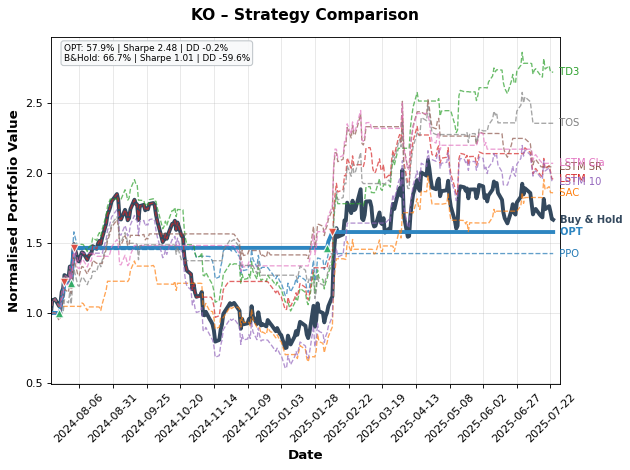 KO – Strategy Comparison
OPT: 57.9% | Sharpe 2.48 | DD -0.2%
B&Hold: 66.7% | Sharpe 1.01 | DD -59.6%
Normalised Portfolio Value
2.5
2.0
1.5
1.0
0.5
TD3
TOS
LSTM SR
LSTM 10
SAC
Buy & Hold
OPT
PPO
2024-08-06
2024-08-31
2024-09-25
2024-10-20
2024-11-14
2024-12-09
2025-01-03
2025-01-28
2025-02-22
2025-03-19
2025-04-13
2025-05-08
2025-06-02
2025-06-27
2025-07-22
Date